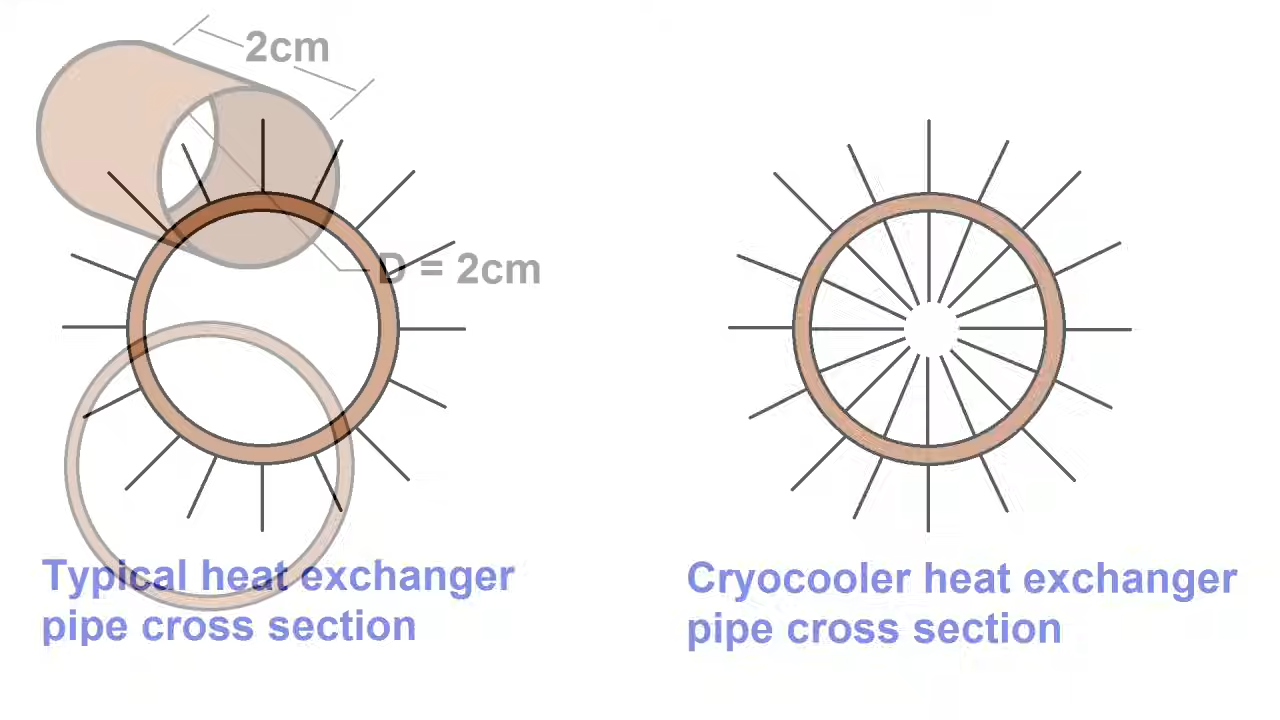 2cm
D = 2cm
Typical heat exchanger
pipe cross section
Cryocooler heat exchanger
pipe cross section